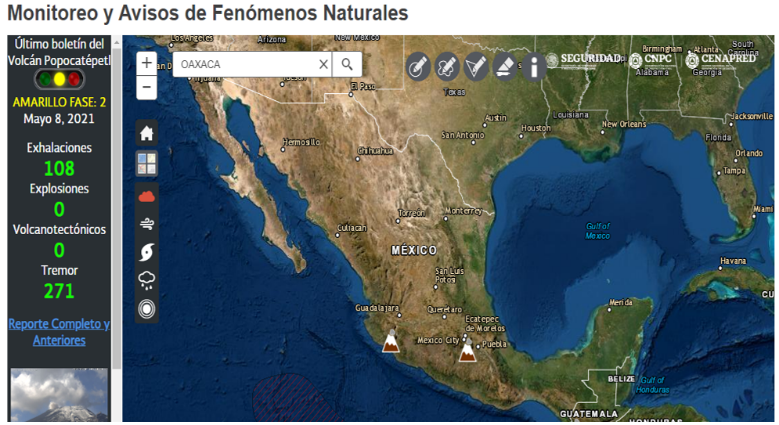 Monitoreo y Avisos de Fenómenos Naturales
Último boletín del
Volcán Popocatépetl
AMARILLO FASE: 2
Mayo 8, 2021
Exhalaciones
108
Explosiones
0
Volcanotectónicos
0
Tremor
271
Reporte Completo y
Anteriores
+
OAXACA
X
−
SEGURIDAD
CNPC
CENAPRED
Los Angeles
Arizona
New Mexico
Birmingham
Atlanta
South
Carolina
Alabama
Georgia
El Paso
Texas
Austin
Louisiana
Jacksonville
San Antonio
Houston
New Orleans
Florida
Hermosillo
Chihuahua
Orlando
Tampa
Torreon
Monterrey
Miami
Culiacan
Gulf of
Mexico
MÉXICO
Havana
San Luis
Potosi
CU
Guadalajara
Queretaro
Merida
Ecatepec
de Morelos
Mexico City
Puebla
BELIZE
Gulf of
Honduras
GUATEMALA
HONDURAS